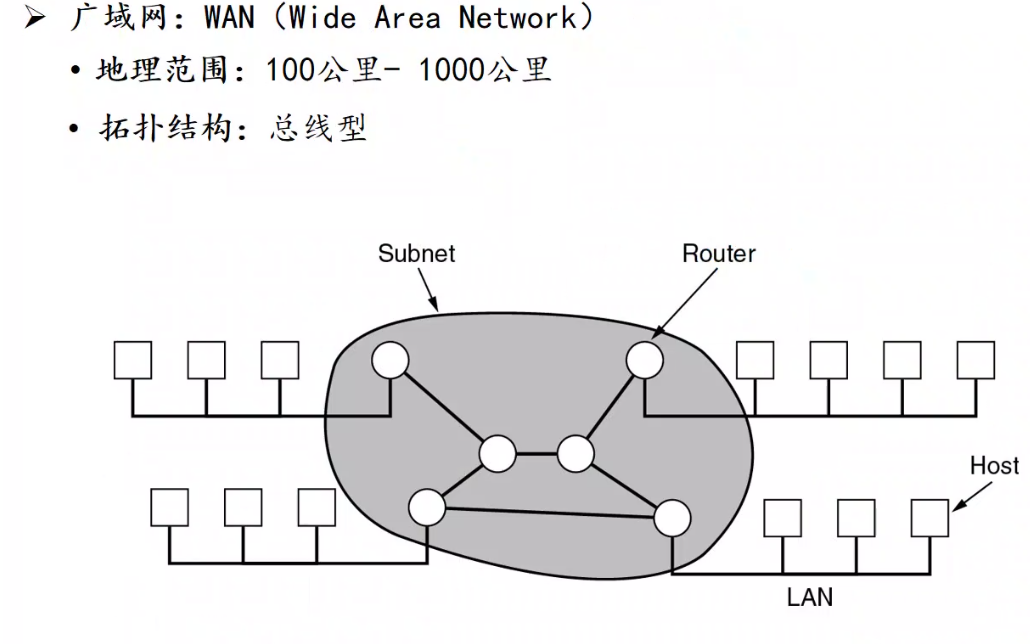 ➢ 广域网：WAN（Wide Area Network）
• 地理范围：100公里- 1000公里
• 拓扑结构：总线型
Subnet
Router
Host
LAN